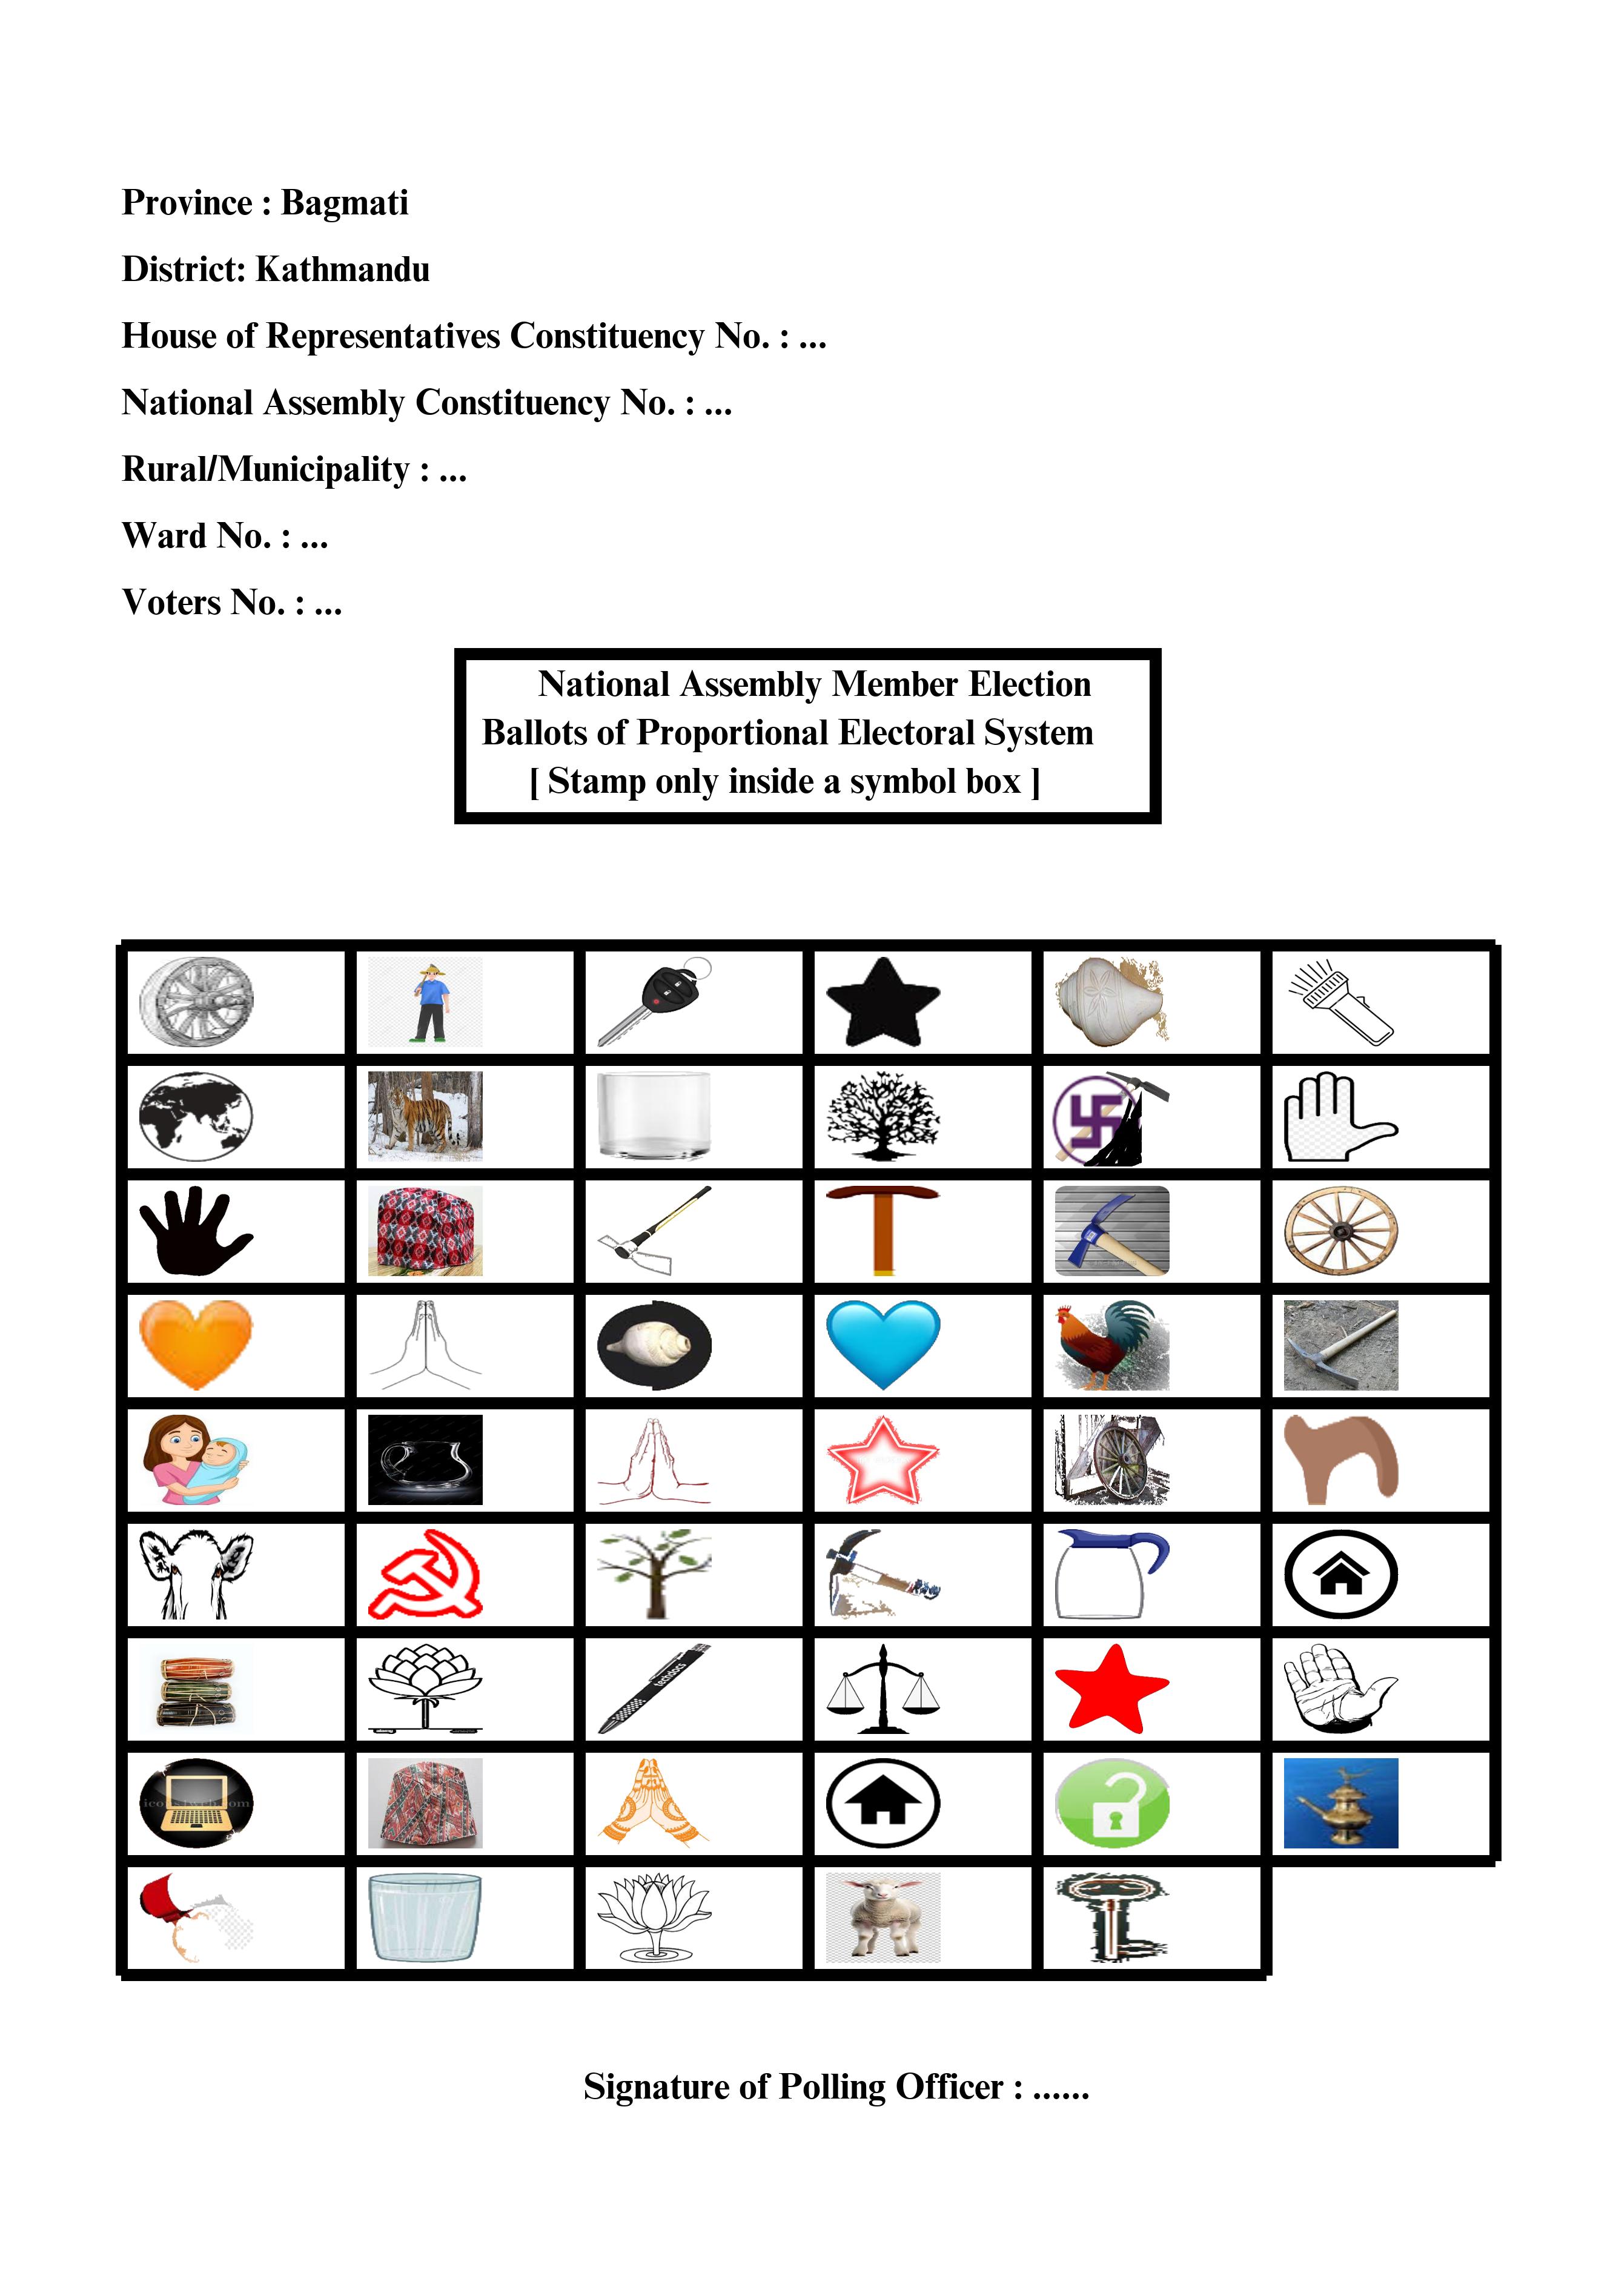 Province : Bagmati
District: Kathmandu
House of Representatives Constituency No. : ...
National Assembly Constituency No. : ...
Rural/Municipality : ...
Ward No. : ...
Voters No. : ...
National Assembly Member Election
Ballots of Proportional Electoral System
[ Stamp only inside a symbol box ]
Signature of Polling Officer : ......